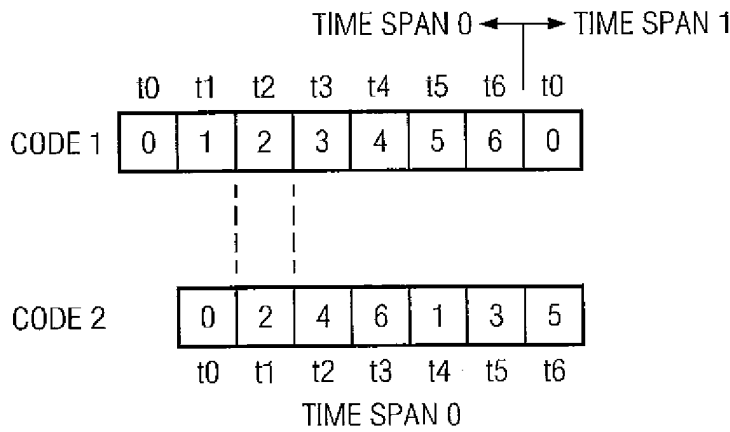 TIME SPAN 0 TIME SPAN 1
t0 t1 t2 t3 t4 t5 t6 t0
CODE 1 0 1 2 3 4 5 6 0
CODE 2 0 2 4 6 1 3 5
t0 t1 t2 t3 t4 t5 t6
TIME SPAN 0